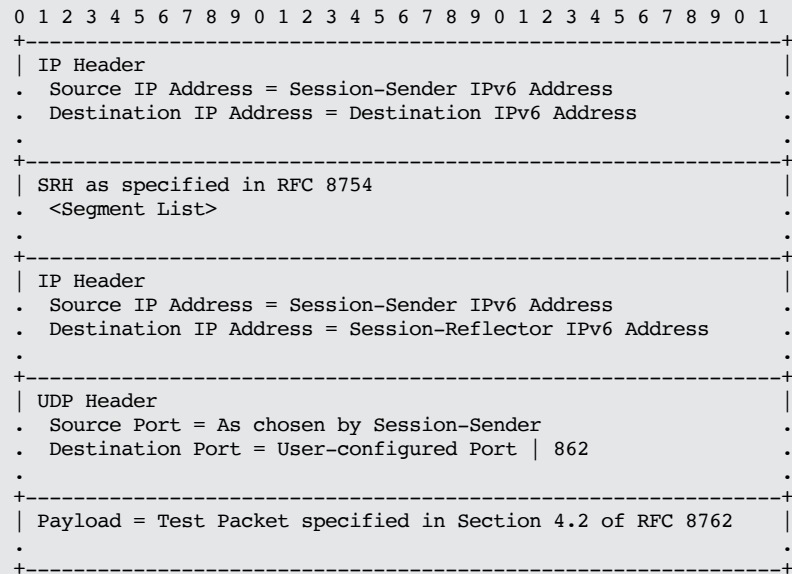 0 1 2 3 4 5 6 7 8 9 0 1 2 3 4 5 6 7 8 9 0 1 2 3 4 5 6 7 8 9 0 1
+---------------------------------------------------------------+
| IP Header                                                     |
.  Source IP Address = Session-Sender IPv6 Address              .
.  Destination IP Address = Destination IPv6 Address            .
.                                                               .
+---------------------------------------------------------------+
| SRH as specified in RFC 8754                                  |
.  <Segment List>                                               .
.                                                               .
+---------------------------------------------------------------+
| IP Header                                                     |
.  Source IP Address = Session-Sender IPv6 Address              .
.  Destination IP Address = Session-Reflector IPv6 Address      .
.                                                               .
+---------------------------------------------------------------+
| UDP Header                                                    |
.  Source Port = As chosen by Session-Sender                    .
.  Destination Port = User-configured Port | 862                .
.                                                               .
+---------------------------------------------------------------+
| Payload = Test Packet specified in Section 4.2 of RFC 8762    |
.                                                               .
+---------------------------------------------------------------+